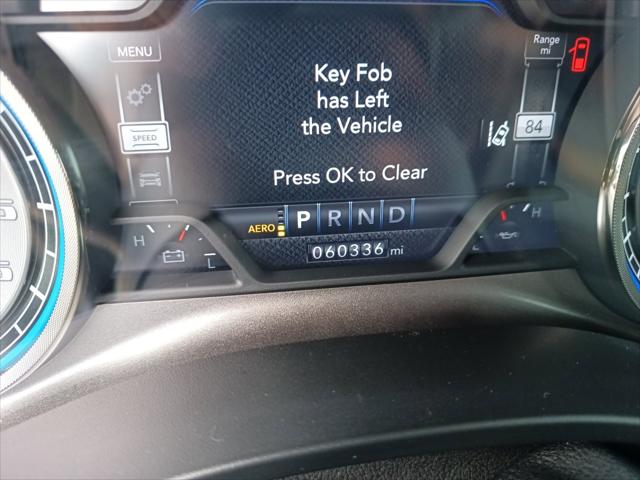 MENU
Range
mi
Key Fob
has Left
the Vehicle
SPEED
84
Press OK to Clear
AERO P R N D
H
L
H
060336 mi